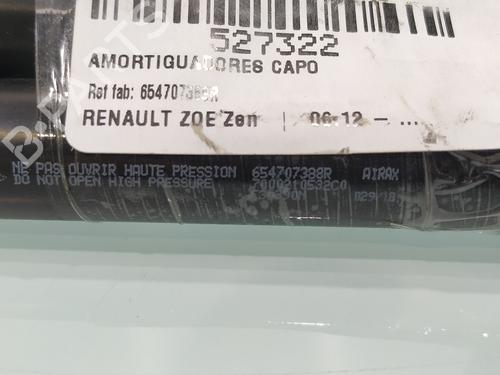 527322
AMORTIGUADORES CAPO
Ref fab: 654707388R
RENAULT ZOE Zen | 06.12 - ...
NE PAS OUVRIR HAUTE PRESSION 654707388R AIRAX
DO NOT OPEN HIGH PRESSURE